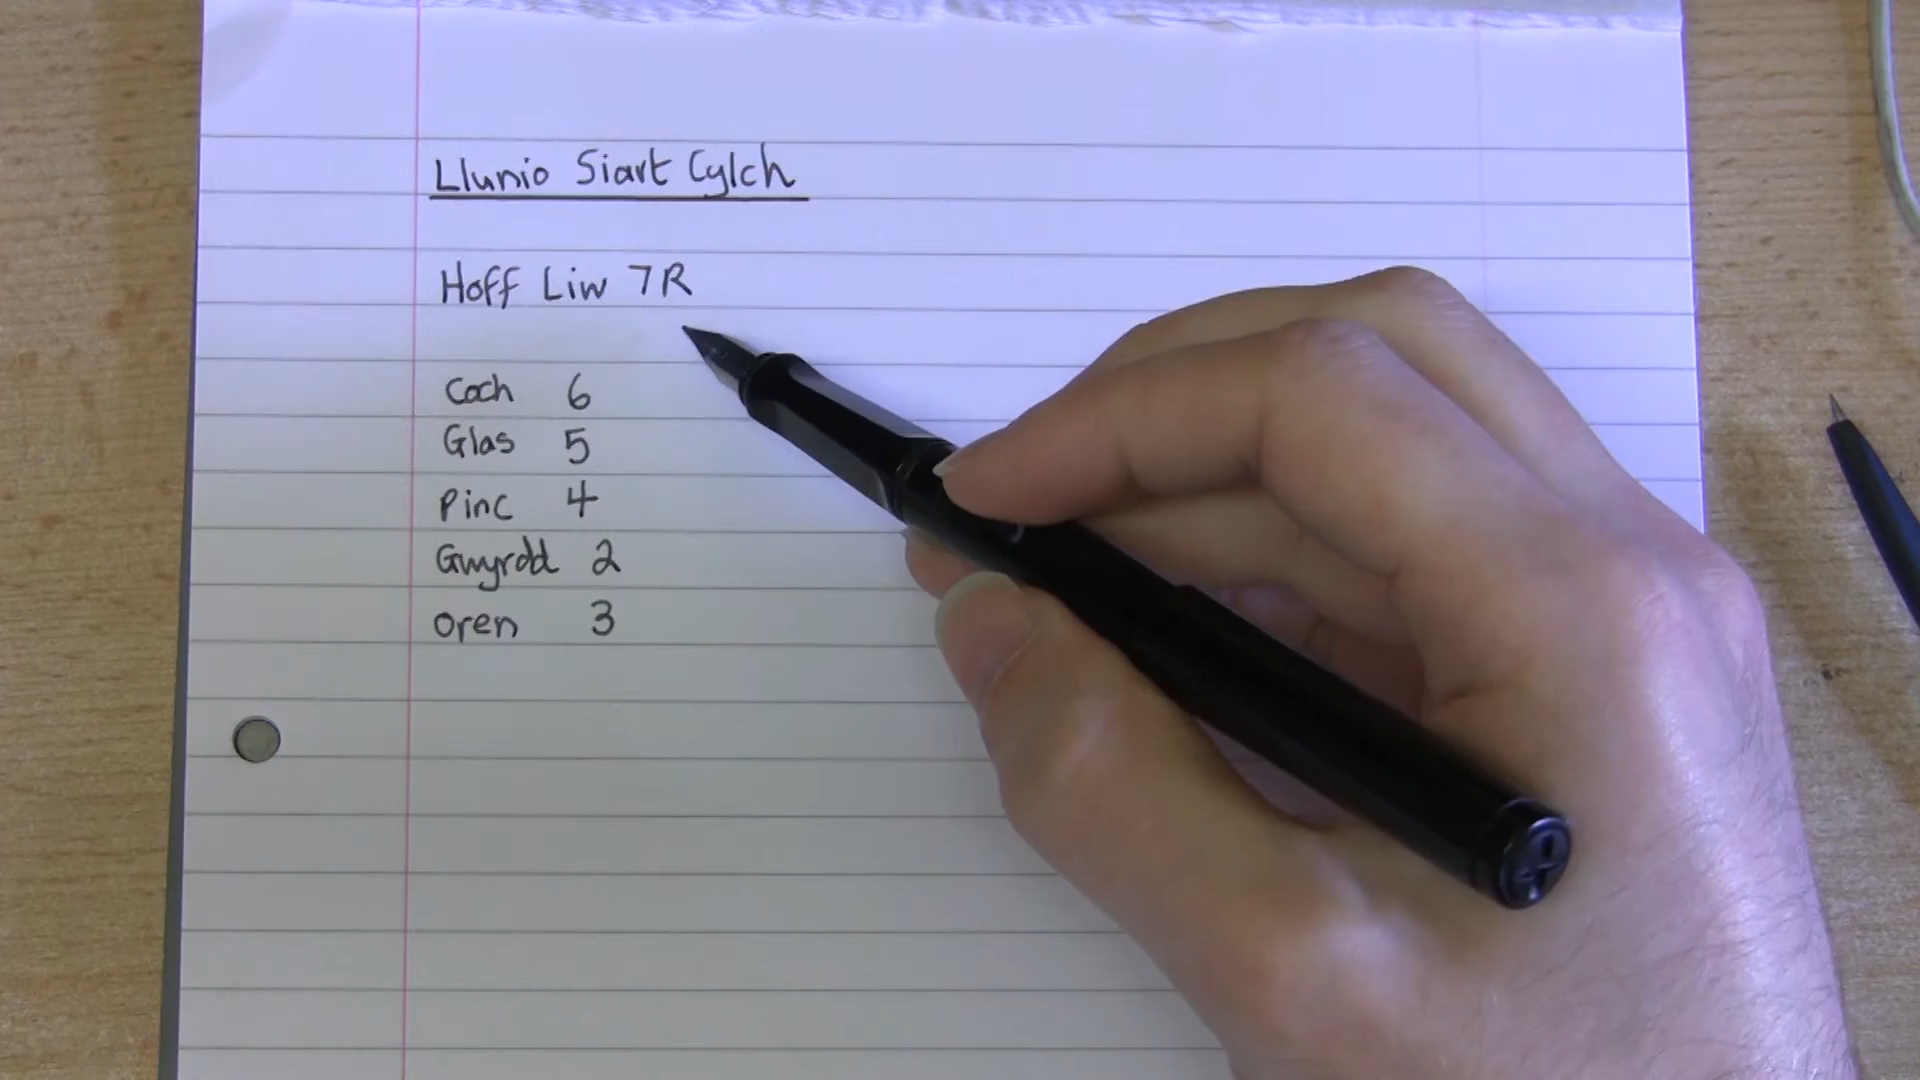 Llunio Siart Cylch
Hoff Liw 7R
Coch 6
Glas 5
Pinc 4
Gwyrdd 2
Oren 3